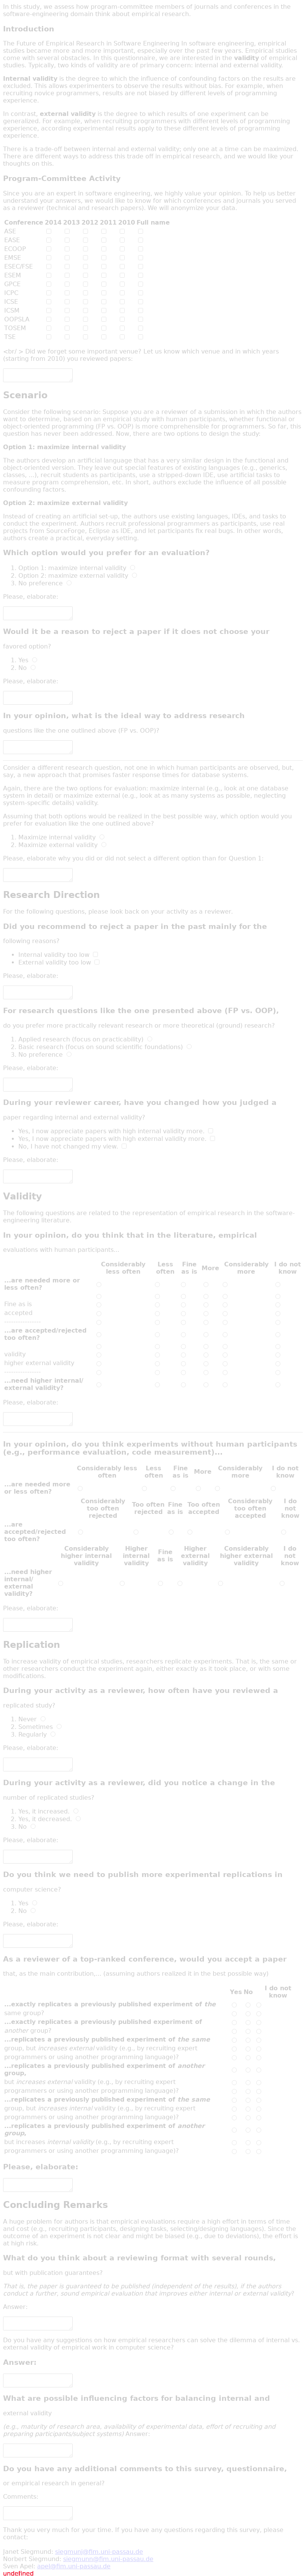 In this study, we assess how program-committee members of journals and conferences in the
software-engineering domain think about empirical research.
Introduction
The Future of Empirical Research in Software Engineering In software engineering, empirical
studies became more and more important, especially over the past few years. Empirical studies
come with several obstacles. In this questionnaire, we are interested in the validity of empirical
studies. Typically, two kinds of validity are of primary concern: internal and external validity.
Internal validity is the degree to which the influence of confounding factors on the results are
excluded. This allows experimenters to observe the results without bias. For example, when
recruiting novice programmers, results are not biased by different levels of programming
experience.
In contrast, external validity is the degree to which results of one experiment can be
generalized. For example, when recruiting programmers with different levels of programming
experience, according experimental results apply to these different levels of programming
experience.
There is a trade-off between internal and external validity; only one at a time can be maximized.
There are different ways to address this trade off in empirical research, and we would like your
thoughts on this.
Program-Committee Activity
Since you are an expert in software engineering, we highly value your opinion. To help us better
understand your answers, we would like to know for which conferences and journals you served
as a reviewer (technical and research papers). We will anonymize your data.
Conference 2014 2013 2012 2011 2010 Full name
ASE
EASE
ECOOP
EMSE
ESEC/FSE
ESEM
GPCE
ICPC
ICSE
ICSM
OOPSLA
TOSEM
TSE
<br/ > Did we forget some important venue? Let us know which venue and in which years
(starting from 2010) you reviewed papers:
Scenario
Consider the following scenario: Suppose you are a reviewer of a submission in which the authors
want to determine, based on an empirical study with human participants, whether functional or
object oriented programming (FP vs. OOP) is more comprehensible for programmers. So far, this
question has never been addressed. Now, there are two options to design the study:
Option 1: maximize internal validity
The authors develop an artificial language that has a very similar design in the functional and
object-oriented version. They leave out special features of existing languages (e.g., generics,
classes, ...), recruit students as participants, use a stripped-down IDE, use artificial tasks to
measure program comprehension, etc. In short, authors exclude the influence of all possible
confounding factors.
Option 2: maximize external validity
Instead of creating an artificial set-up, the authors use existing languages, IDEs, and tasks to
conduct the experiment. Authors recruit professional programmers as participants, use real
projects from SourceForge, Eclipse as IDE, and let participants fix real bugs. In other words,
authors create a practical, everyday setting.
Which option would you prefer for an evaluation?
1. Option 1: maximize internal validity
2. Option 2: maximize external validity
3. No preference
Please, elaborate:
Would it be a reason to reject a paper if it does not choose your
favored option?
1. Yes
2. No
Please, elaborate:
In your opinion, what is the ideal way to address research
questions like the one outlined above (FP vs. OOP)?
Consider a different research question, not one in which human participants are observed, but,
say, a new approach that promises faster response times for database systems.
Again, there are the two options for evaluation: maximize internal (e.g., look at one database
system in detail) or maximize external (e.g., look at as many systems as possible, neglecting
system-specific details) validity.
Assuming that both options would be realized in the best possible way, which option would you
prefer for evaluation like the one outlined above?
1. Maximize internal validity
2. Maximize external validity
Please, elaborate why you did or did not select a different option than for Question 1:
Research Direction
For the following questions, please look back on your activity as a reviewer
Did you recommend to reject a paper in the past mainly for the
following reasons?
Internal validity too low
External validity too low
Please, elaborate:
For research questions like the one presented above (FP vs. OOP),
do you prefer more practically relevant research or more theoretical (ground) research?
1. Applied research (focus on practicability)
2. Basic research (focus on sound scientific foundations)
3. No preference
Please, elaborate:
During your reviewer career, have you changed how you judged a
paper regarding internal and external validity?
Yes, I now appreciate papers with high internal validity more.
Yes, I now appreciate papers with high external validity more.
No, I have not changed my view.
Please, elaborate:
Validity
The following questions are related to the representation of empirical research in the software-
engineering literature.
In your opinion, do you think that in the literature, empirical
evaluations with human participants...
Considerably less often Less often Fine as is More Considerably more I do not know
...are needed more or less often?
fine as is
accepted
...are accepted/rejected too often?
validity
higher external validity
...need higher internal/ external validity?
Please, elaborate:
In your opinion, do you think experiments without human participants
(e.g., performance evaluation, code measurement)...
Considerably less often Less often Fine as is More Considerably more I do not know
...are needed more or less often?
Considerably too often rejected Too often rejected Fine as is Too often accepted Considerably too often accepted I do not know
...are accepted/rejected too often?
Considerably higher internal validity Higher internal validity Fine as is Higher external validity Considerably higher external validity I do not know
...need higher internal/ external validity?
Please, elaborate:
Replication
To increase validity of empirical studies, researchers replicate experiments. That is, the same or
other researchers conduct the experiment again, either exactly as it took place, or with some
modifications.
During your activity as a reviewer, how often have you reviewed a
replicated study?
1. Never
2. Sometimes
3. Regularly
Please, elaborate:
During your activity as a reviewer, did you notice a change in the
number of replicated studies?
1. Yes, it increased.
2. Yes, it decreased.
3. No
Please, elaborate:
Do you think we need to publish more experimental replications in
computer science?
1. Yes
2. No
Please, elaborate:
As a reviewer of a top-ranked conference, would you accept a paper
that, as the main contribution,... (assuming authors realized it in the best possible way)
Yes No I do not know
...exactly replicates a previously published experiment of the
same group?
...exactly replicates a previously published experiment of
another group?
...replicates a previously published experiment of the same
group, but increases external validity (e.g., by recruiting expert
programmers or using another programming language)?
...replicates a previously published experiment of another group,
but increases external validity (e.g., by recruiting expert
programmers or using another programming language)?
...replicates a previously published experiment of the same
group, but increases internal validity (e.g., by recruiting expert
programmers or using another programming language)?
...replicates a previously published experiment of another group,
but increases internal validity (e.g., by recruiting expert
programmers or using another programming language)?
Please, elaborate:
Concluding Remarks
A huge problem for authors is that empirical evaluations require a high effort in terms of time
and cost (e.g., recruiting participants, designing tasks, selecting/designing languages). Since the
outcome of an experiment is not clear and might be biased (e.g., due to deviations), the effort is
at high risk.
What do you think about a reviewing format with several rounds,
but with publication guarantees?
That is, the paper is guaranteed to be published (independent of the results), if the authors
conduct a further, sound empirical evaluation that improves either internal or external validity?
Answer:
Do you have any suggestions on how empirical researchers can solve the dilemma of internal vs.
external validity of empirical work in computer science?
Answer:
What are possible influencing factors for balancing internal and
external validity
(e.g., maturity of research area, availability of experimental data, effort of recruiting and
preparing participants/subject systems) Answer:
Do you have any additional comments to this survey, questionnaire,
or empirical research in general?
Comments:
Thank you very much for your time. If you have any questions regarding this survey, please
contact:
Janet Siegmund: siegmunj@fim.uni-passau.de
Norbert Siegmund: siegmunn@fim.uni-passau.de
Sven Apel: apel@fim.uni-passau.de
undefined